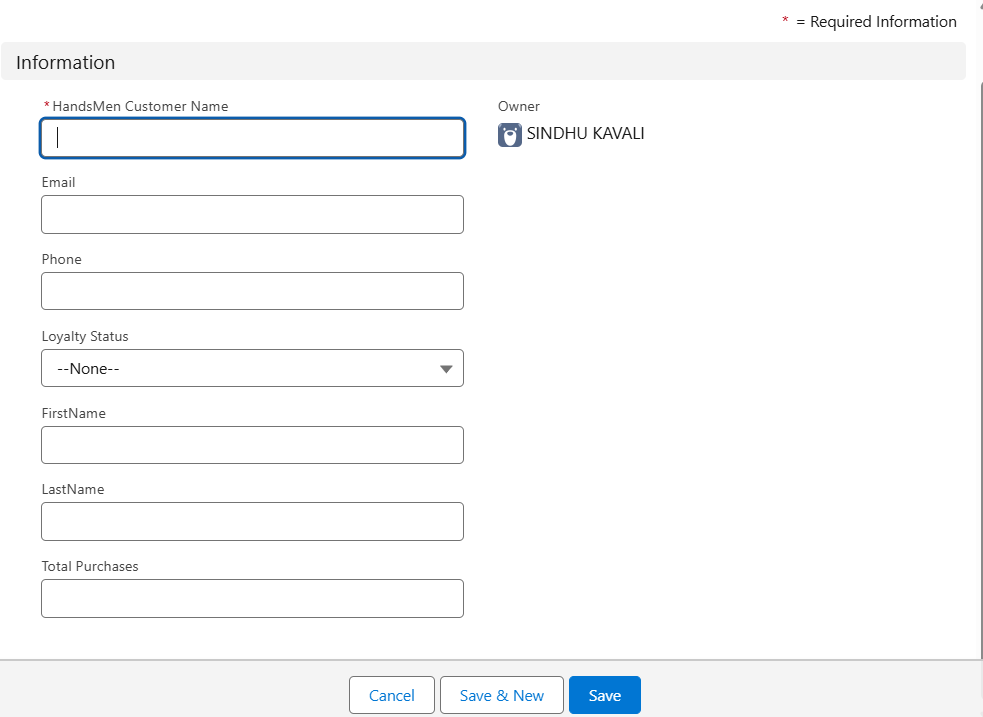 * = Required Information
Information
*HandsMen Customer Name
Owner
SINDHU KAVALI
Email
Phone
Loyalty Status
--None--
FirstName
LastName
Total Purchases
Cancel
Save & New
Save